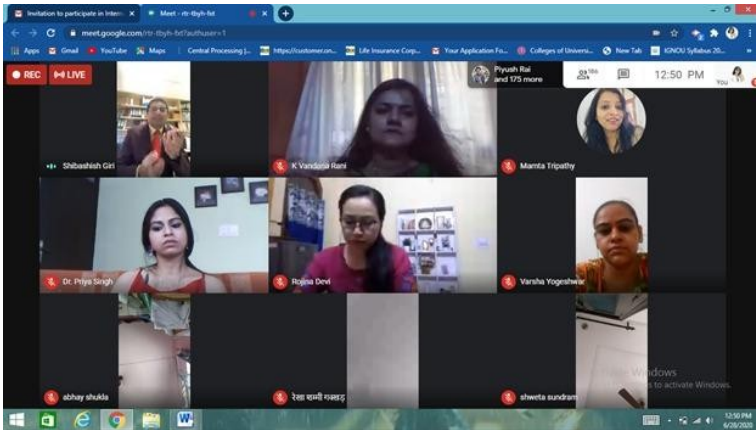 Invitation to participate in Intern
Meet - rtr-tbyh-fxt
meet.google.com/rtr-tbyh-fxt?authuser=1
Apps
Gmail
YouTube
Maps
Central Processing J...
https://customer.on...
Life Insurance Corp...
Your Application Fo...
Colleges of Universi...
New Tab
IGNOU Syllabus 20...
REC
LIVE
Piyush Rai
and 175 more
12:50 PM
You
Shibashish Giri
K Vandana Rani
Mamta Tripathy
Dr. Priya Singh
Rojina Devi
Varsha Yogeshwar
abhay shukla
shweta sundram
Windows
to activate Windows.
12:50 PM
6/28/2020